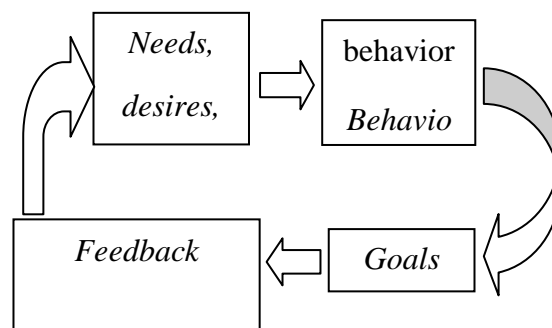 Needs,
desires,
behavior
Behavio
Feedback
Goals